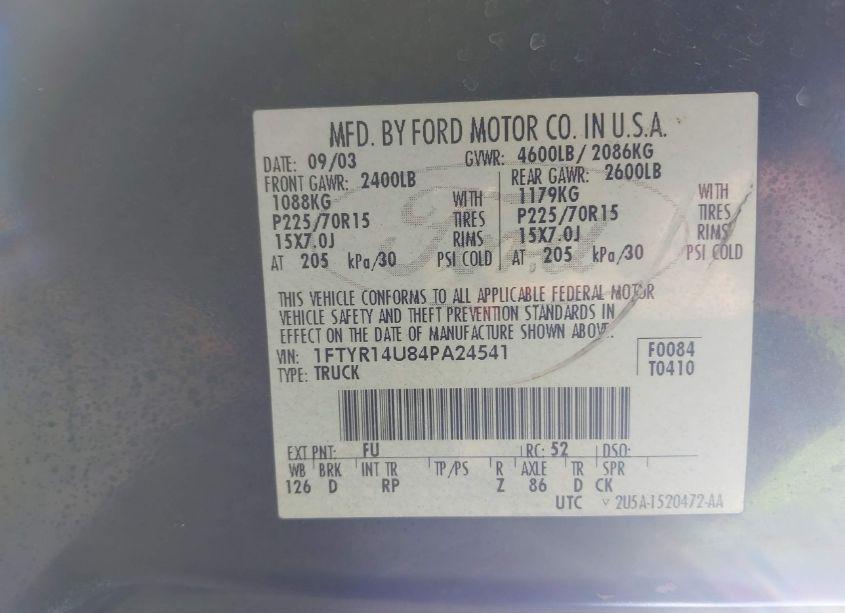 MFD. BY FORD MOTOR CO. IN U.S.A.
DATE: 09/03 GVWR: 4600LB/ 2086KG
FRONT GAWR: 2400LB REAR GAWR: 2600LB
1088KG WITH 1179KG WITH
P225/70R15 TIRES P225/70R15 TIRES
15X7.0J RIMS 15X7.0J RIMS
AT 205 kPa/30 PSI COLD AT 205 kPa/30 PSI COLD
THIS VEHICLE CONFORMS TO ALL APPLICABLE FEDERAL MOTOR
VEHICLE SAFETY AND THEFT PREVENTION STANDARDS IN
EFFECT ON THE DATE OF MANUFACTURE SHOWN ABOVE.
VIN: 1FTYR14U84PA24541 F0084
TYPE: TRUCK T0410
EXT PNT: FU RC: 52 DSO:
WB BRK INT TR TP/PS R AXLE TR SPR
126 D RP Z 86 D CK
UTC ▽ 2U5A-1520472-AA
Ford